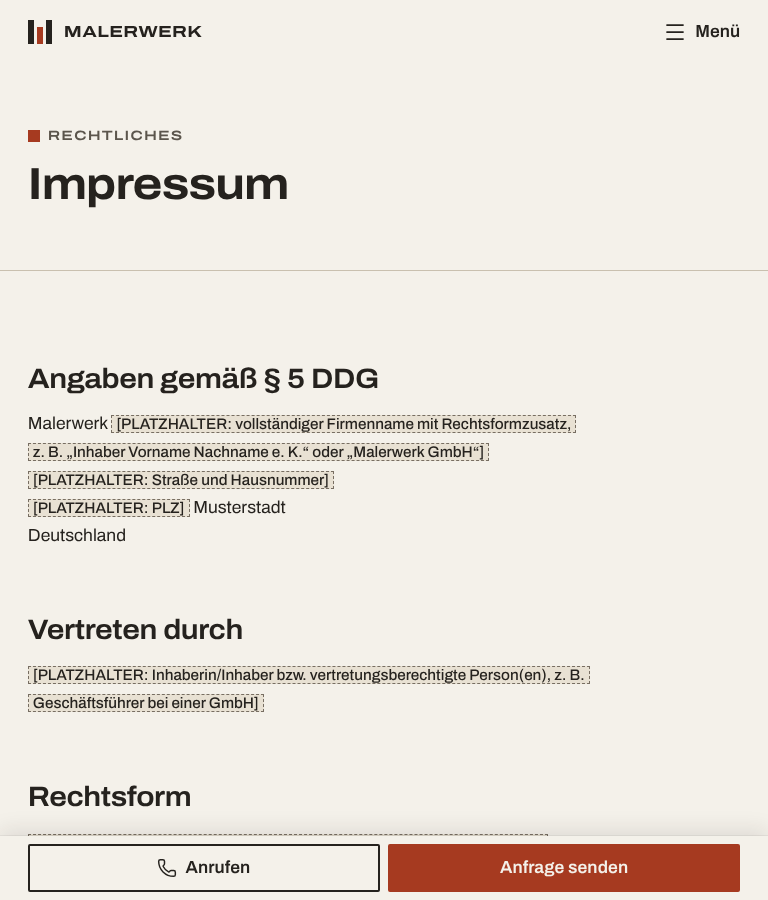 MALERWERK
Menü
RECHTLICHES
Impressum
Angaben gemäß § 5 DDG
Malerwerk [PLATZHALTER: vollständiger Firmenname mit Rechtsformzusatz,
z. B. „Inhaber Vorname Nachname e. K.“ oder „Malerwerk GmbH“]
[PLATZHALTER: Straße und Hausnummer]
[PLATZHALTER: PLZ] Musterstadt
Deutschland
Vertreten durch
[PLATZHALTER: Inhaberin/Inhaber bzw. vertretungsberechtigte Person(en), z. B.
Geschäftsführer bei einer GmbH]
Rechtsform
Anrufen
Anfrage senden